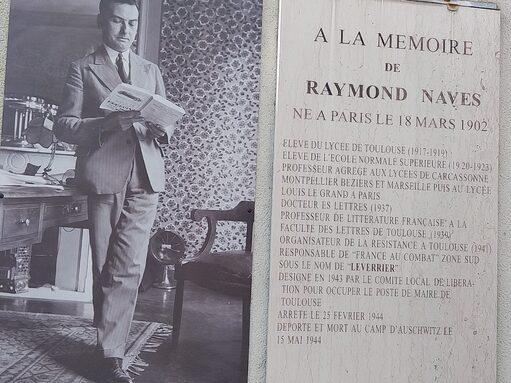 A LA MEMOIRE
DE
RAYMOND NAVES
NE A PARIS LE 18 MARS 1902
ELEVE DU LYCEE DE TOULOUSE (1917-1919)
ELEVE DE L'ECOLE NORMALE SUPERIEURE (1920-1923)
PROFESSEUR AGREGE AUX LYCEES DE CARCASSONNE
MONTPELLIER BEZIERS ET MARSEILLE PUIS AU LYCEE
LOUIS LE GRAND A PARIS
DOCTEUR ES LETTRES (1937)
PROFESSEUR DE LITTERATURE FRANÇAISE A LA
FACULTE DES LETTRES DE TOULOUSE (1937)
ORGANISATEUR DE LA RESISTANCE A TOULOUSE (1941)
RESPONSABLE DE "FRANCE AU COMBAT" ZONE SUD
SOUS LE NOM DE "LEVERRIER"
DESIGNE EN 1943 PAR LE COMITE LOCAL DE LIBERA-
TION POUR OCCUPER LE POSTE DE MAIRE DE
TOULOUSE
ARRETE LE 25 FEVRIER 1944
DEPORTE ET MORT AU CAMP D'AUSCHWITZ LE
15 MAI 1944